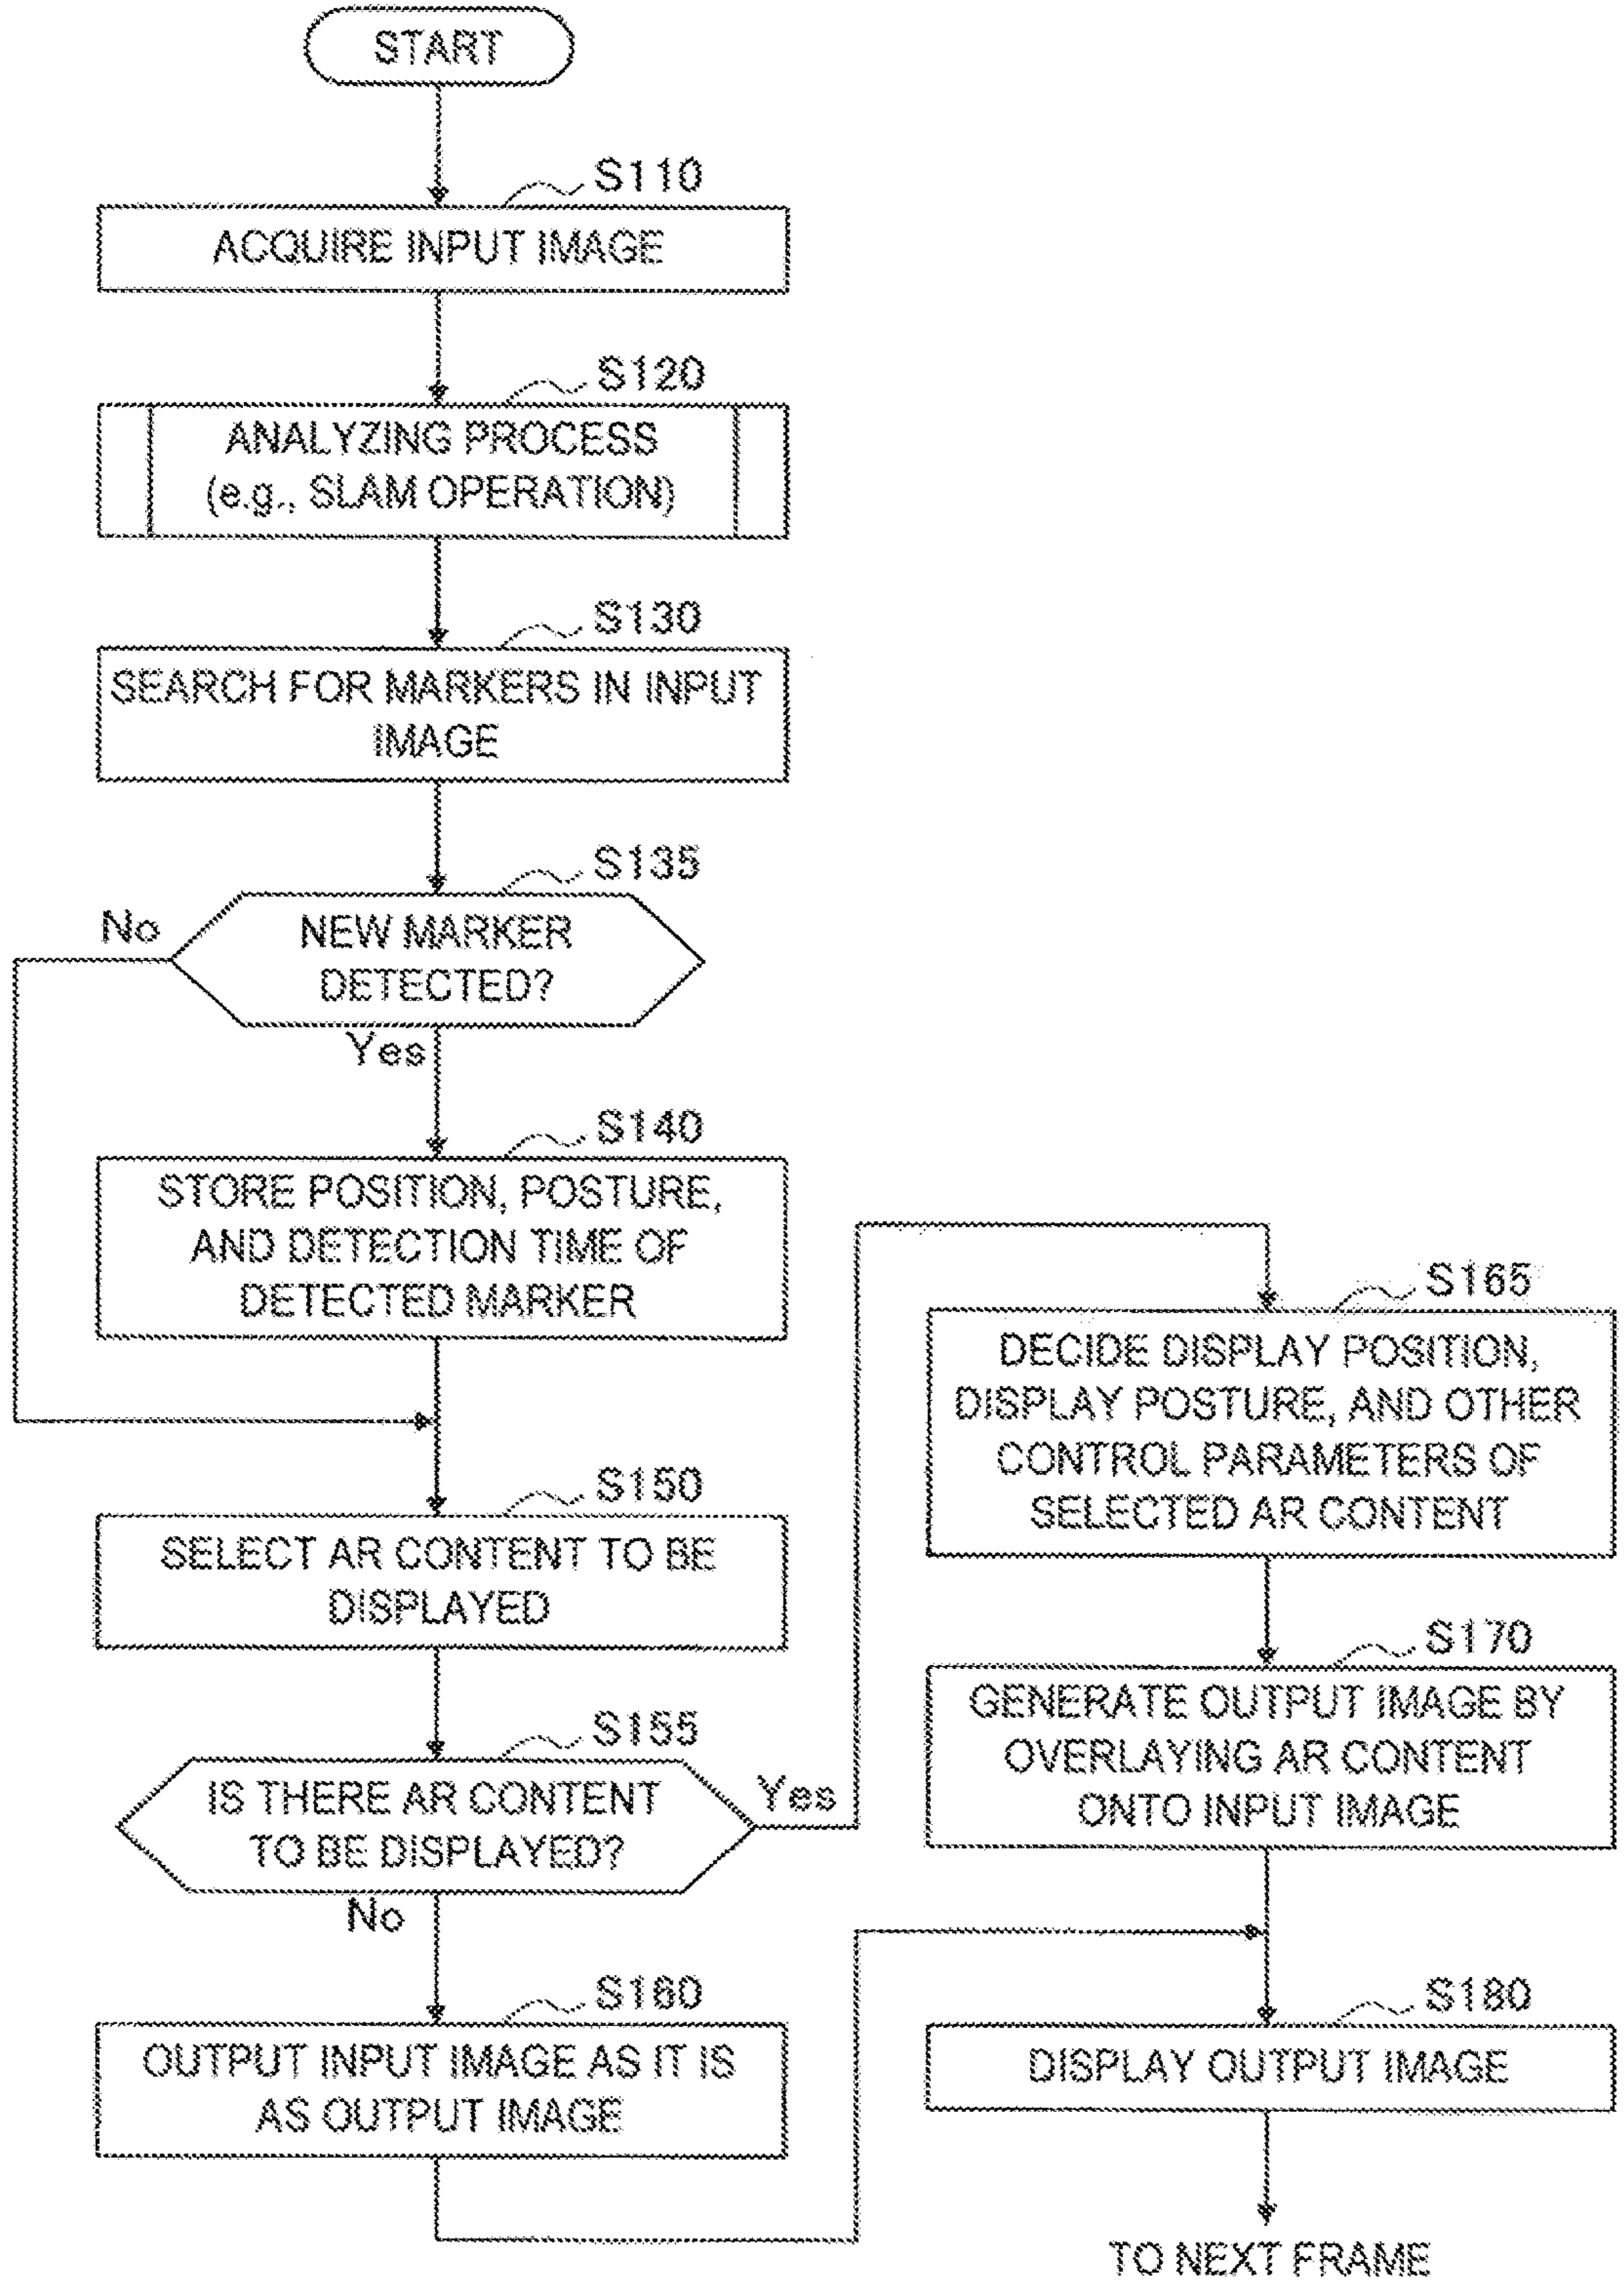 START
S110
ACQUIRE INPUT IMAGE
S120
ANALYZING PROCESS
(e.g., SLAM OPERATION)
S130
SEARCH FOR MARKERS IN INPUT
IMAGE
S135
No
NEW MARKER
DETECTED?
Yes
S140
STORE POSITION, POSTURE,
AND DETECTION TIME OF
DETECTED MARKER
S150
SELECT AR CONTENT TO BE
DISPLAYED
S155
IS THERE AR CONTENT
TO BE DISPLAYED?
Yes
No
S160
OUTPUT INPUT IMAGE AS IT IS
AS OUTPUT IMAGE
S165
DECIDE DISPLAY POSITION,
DISPLAY POSTURE, AND OTHER
CONTROL PARAMETERS OF
SELECTED AR CONTENT
S170
GENERATE OUTPUT IMAGE BY
OVERLAYING AR CONTENT
ONTO INPUT IMAGE
S180
DISPLAY OUTPUT IMAGE
TO NEXT FRAME